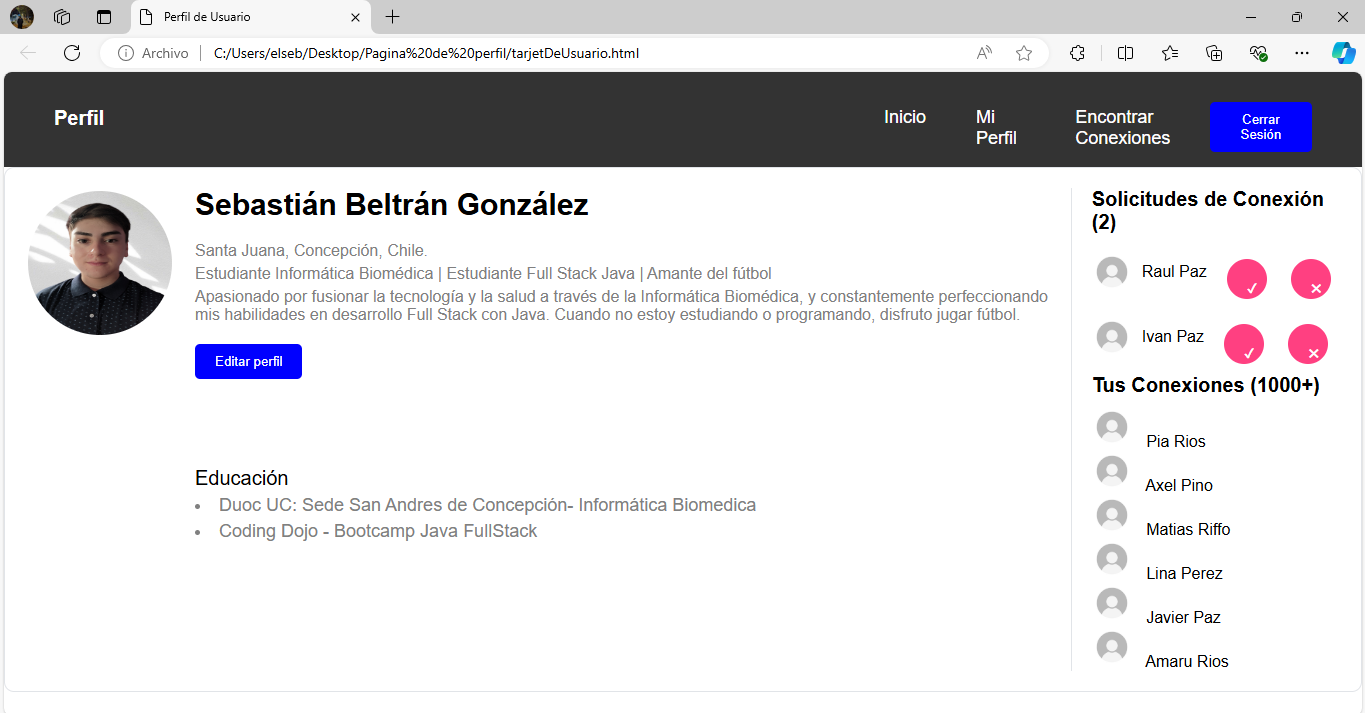 Perfil de Usuario
Archivo C:/Users/elseb/Desktop/Pagina%20de%20perfil/tarjetDeUsuario.html
Perfil
Inicio
Mi
Perfil
Encontrar
Conexiones
Cerrar
Sesión
Sebastián Beltrán González
Santa Juana, Concepción, Chile.
Estudiante Informática Biomédica | Estudiante Full Stack Java | Amante del fútbol
Apasionado por fusionar la tecnología y la salud a través de la Informática Biomédica, y constantemente perfeccionando
mis habilidades en desarrollo Full Stack con Java. Cuando no estoy estudiando o programando, disfruto jugar fútbol.
Editar perfil
Educación
• Duoc UC: Sede San Andres de Concepción- Informática Biomedica
• Coding Dojo - Bootcamp Java FullStack
Solicitudes de Conexión
(2)
Raul Paz
Ivan Paz
Tus Conexiones (1000+)
Pia Rios
Axel Pino
Matias Riffo
Lina Perez
Javier Paz
Amaru Rios